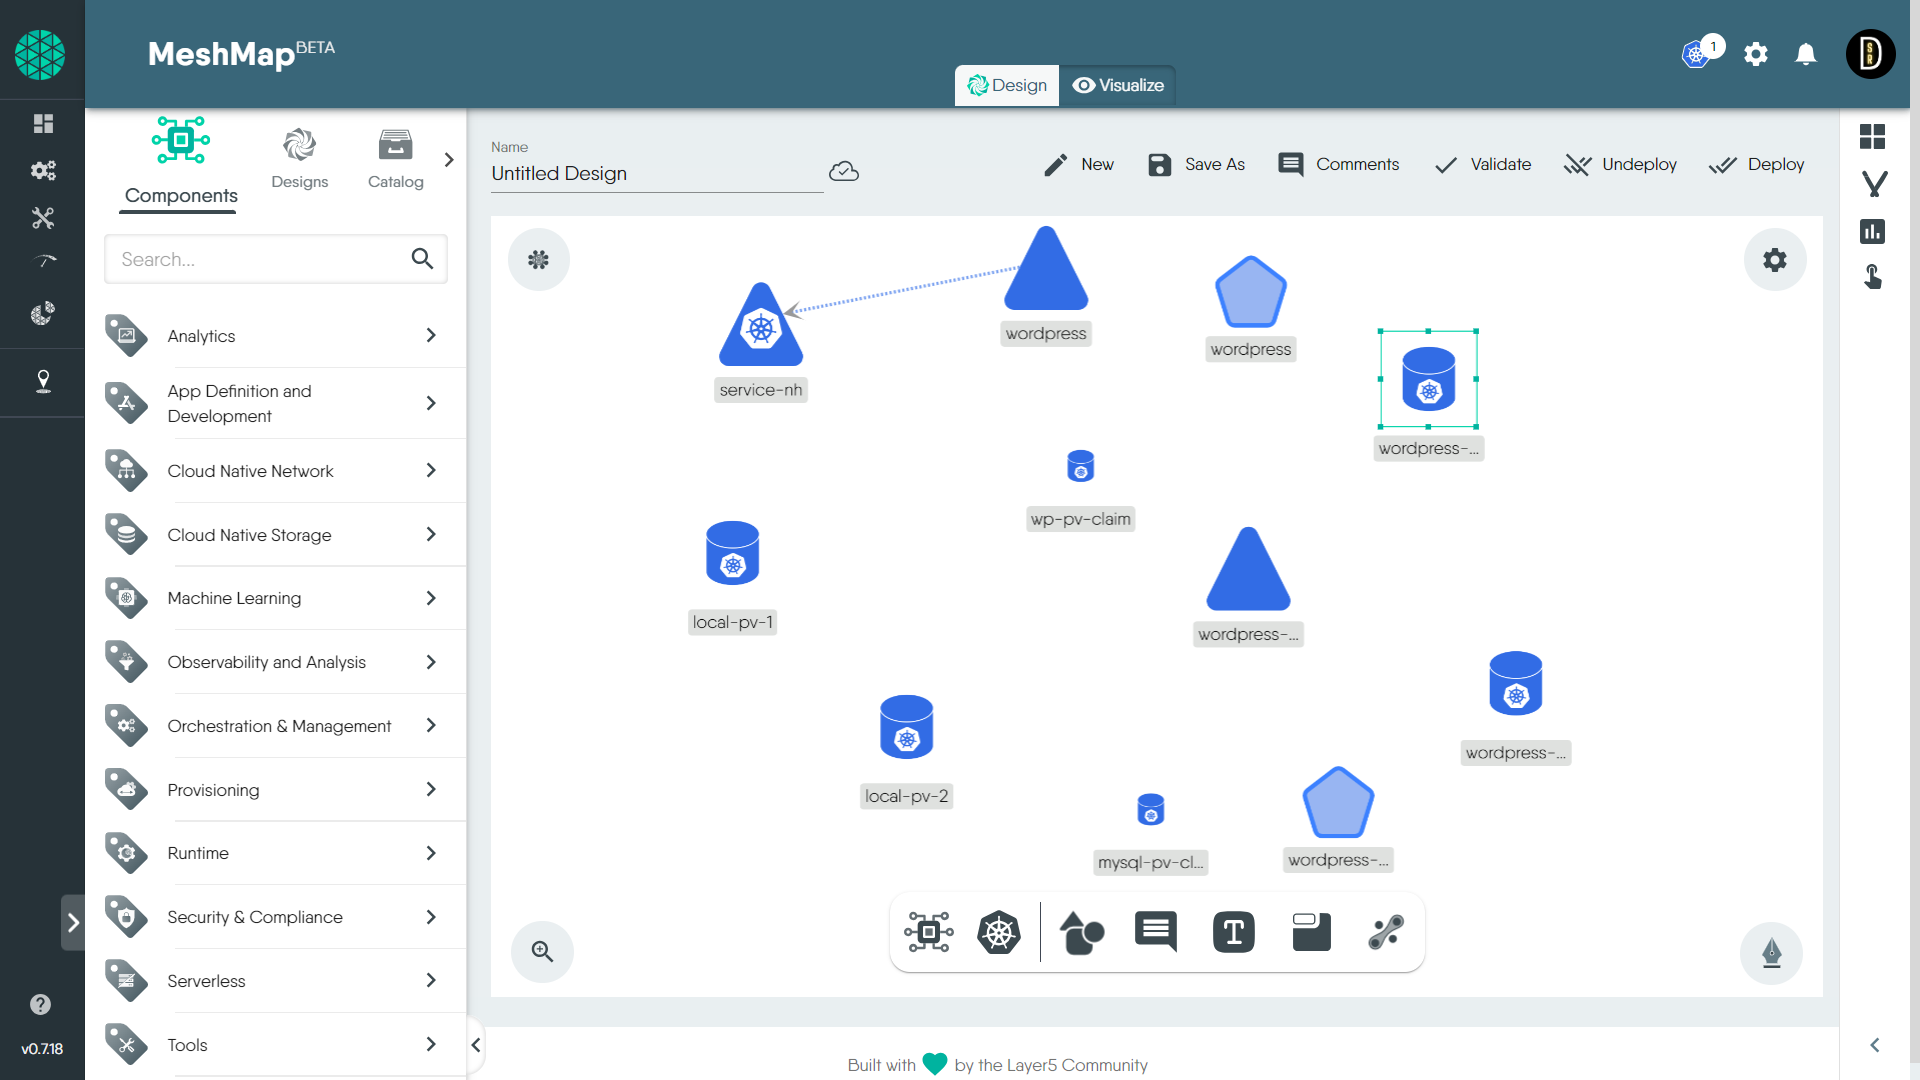 MeshMap BETA
1
Design
Visualize
DSR
Components
Designs
Catalog
Search...
Analytics
App Definition and
Development
Cloud Native Network
Cloud Native Storage
Machine Learning
Observability and Analysis
Orchestration & Management
Provisioning
Runtime
Security & Compliance
Serverless
Tools
v0.7.18
Name
Untitled Design
New
Save As
Comments
Validate
Undeploy
Deploy
service-nh
wordpress
wordpress
wordpress-...
wp-pv-claim
local-pv-1
wordpress-...
local-pv-2
wordpress-...
mysql-pv-cl...
wordpress-...
T
Built with by the Layer5 Community